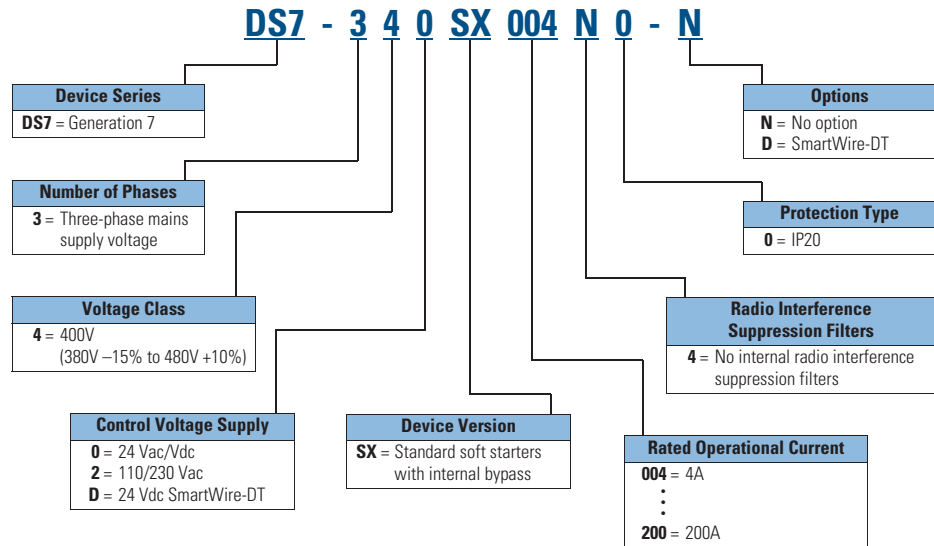 DS7 - 3 4 0 SX 004 N 0 - N
Device Series
DS7 = Generation 7
Number of Phases
3 = Three-phase mains
supply voltage
Voltage Class
4 = 400V
(380V –15% to 480V +10%)
Control Voltage Supply
0 = 24 Vac/Vdc
2 = 110/230 Vac
D = 24 Vdc SmartWire-DT
Device Version
SX = Standard soft starters
with internal bypass
Rated Operational Current
004 = 4A
•
•
•
200 = 200A
Radio Interference
Suppression Filters
4 = No internal radio interference
suppression filters
Protection Type
0 = IP20
Options
N = No option
D = SmartWire-DT